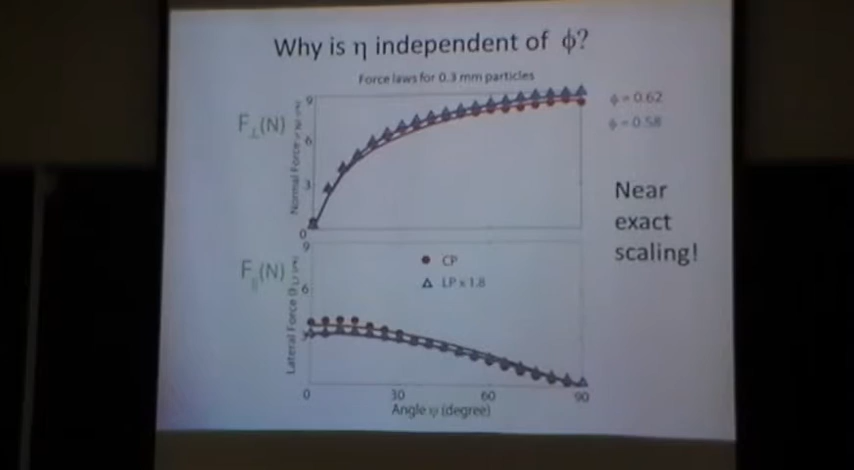 Why is η independent of ϕ?
Force laws for 0.3 mm particles
F⊥(N)
Normal Force
9
6
3
0
ϕ = 0.62
ϕ = 0.58
Near
exact
scaling!
F∥(N)
Lateral Force
9
6
3
CP
LP x 1.8
0 30 60 90
Angle ψ (degree)